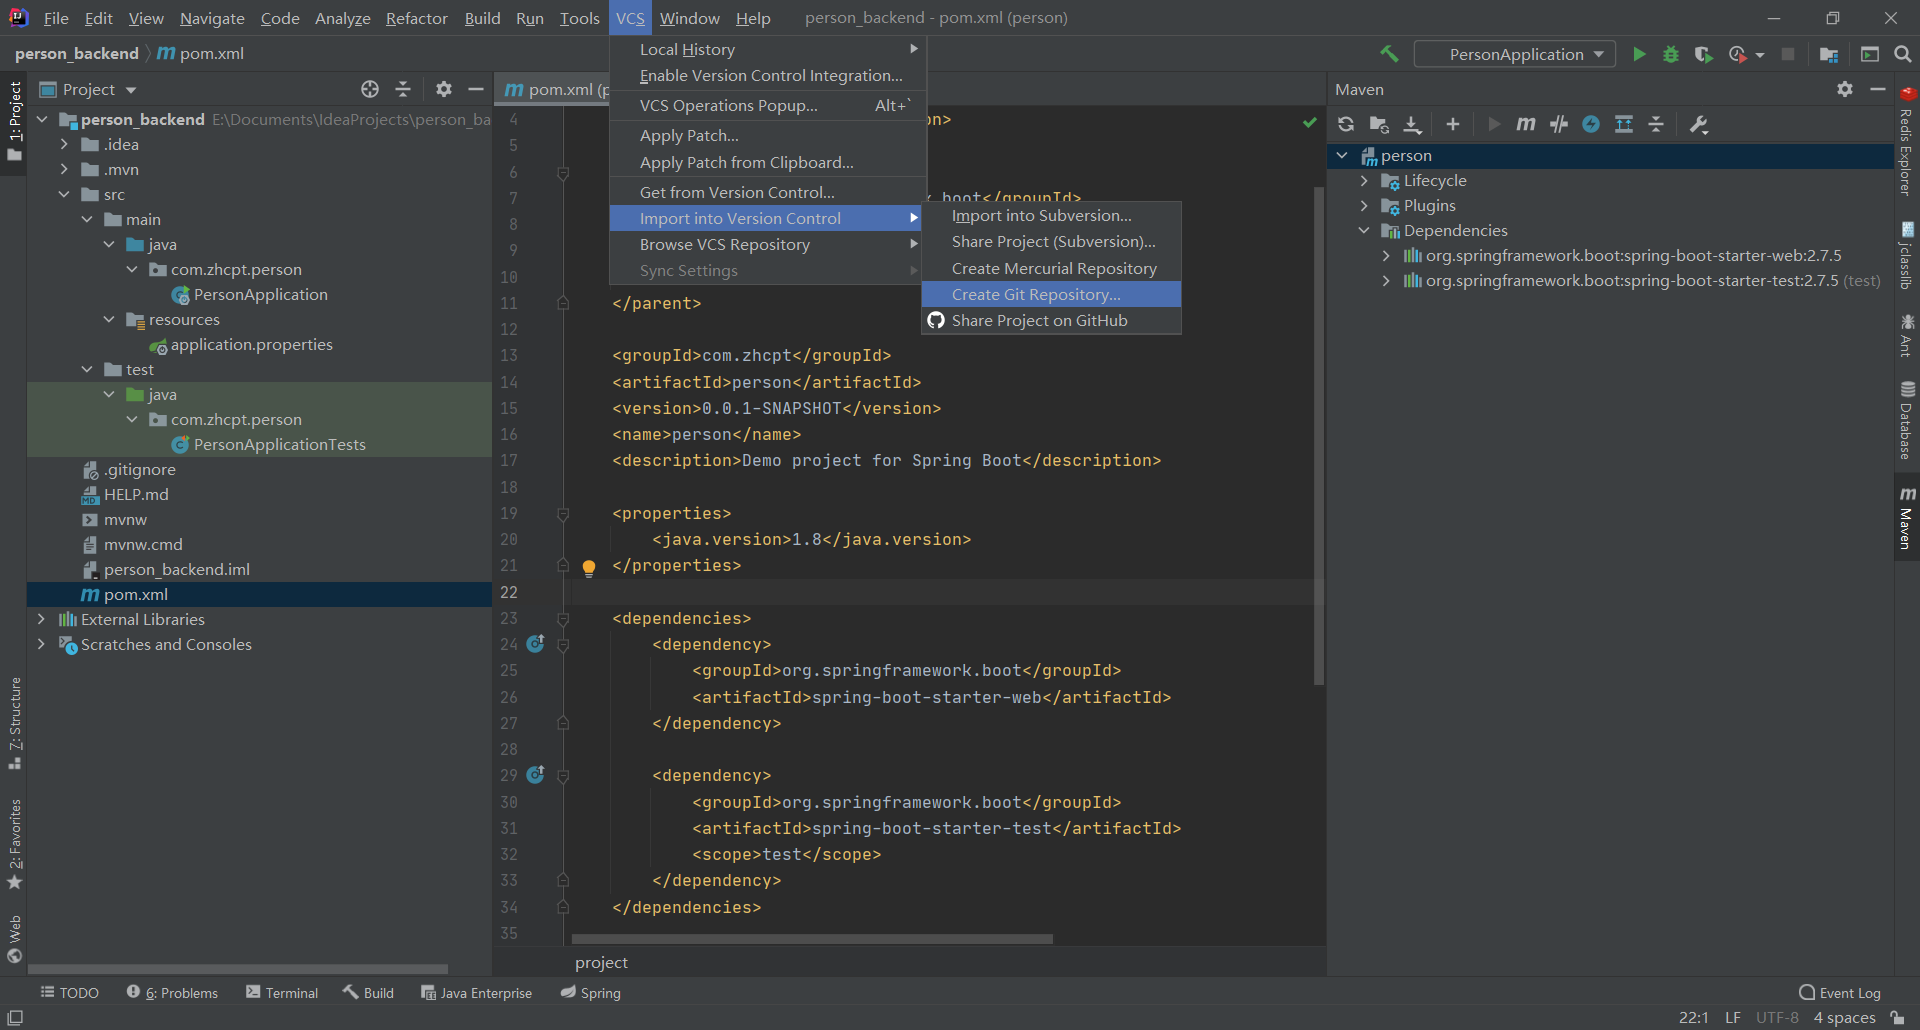 File Edit View Navigate Code Analyze Refactor Build Run Tools VCS Window Help person_backend - pom.xml (person)
person_backend pom.xml
PersonApplication
1: Project
7: Structure
2: Favorites
Web
Project
person_backend E:\Documents\IdeaProjects\person_ba
.idea
.mvn
src
main
java
com.zhcpt.person
PersonApplication
resources
application.properties
test
java
com.zhcpt.person
PersonApplicationTests
.gitignore
HELP.md
mvnw
mvnw.cmd
person_backend.iml
pom.xml
External Libraries
Scratches and Consoles
pom.xml (p
Local History
Enable Version Control Integration...
VCS Operations Popup... Alt+`
Apply Patch...
Apply Patch from Clipboard...
Get from Version Control...
Import into Version Control
Browse VCS Repository
Sync Settings
Import into Subversion...
Share Project (Subversion)...
Create Mercurial Repository
Create Git Repository...
Share Project on GitHub
4 on>
5
6
7 .boot</groupId>
8
9
10
11 </parent>
12
13 <groupId>com.zhcpt</groupId>
14 <artifactId>person</artifactId>
15 <version>0.0.1-SNAPSHOT</version>
16 <name>person</name>
17 <description>Demo project for Spring Boot</description>
18
19 <properties>
20 <java.version>1.8</java.version>
21 </properties>
22
23 <dependencies>
24 <dependency>
25 <groupId>org.springframework.boot</groupId>
26 <artifactId>spring-boot-starter-web</artifactId>
27 </dependency>
28
29 <dependency>
30 <groupId>org.springframework.boot</groupId>
31 <artifactId>spring-boot-starter-test</artifactId>
32 <scope>test</scope>
33 </dependency>
34 </dependencies>
35
project
Maven
person
Lifecycle
Plugins
Dependencies
org.springframework.boot:spring-boot-starter-web:2.7.5
org.springframework.boot:spring-boot-starter-test:2.7.5 (test)
Redis Explorer
jclasslib
Ant
Database
Maven
TODO 6: Problems Terminal Build Java Enterprise Spring Event Log
22:1 LF UTF-8 4 spaces